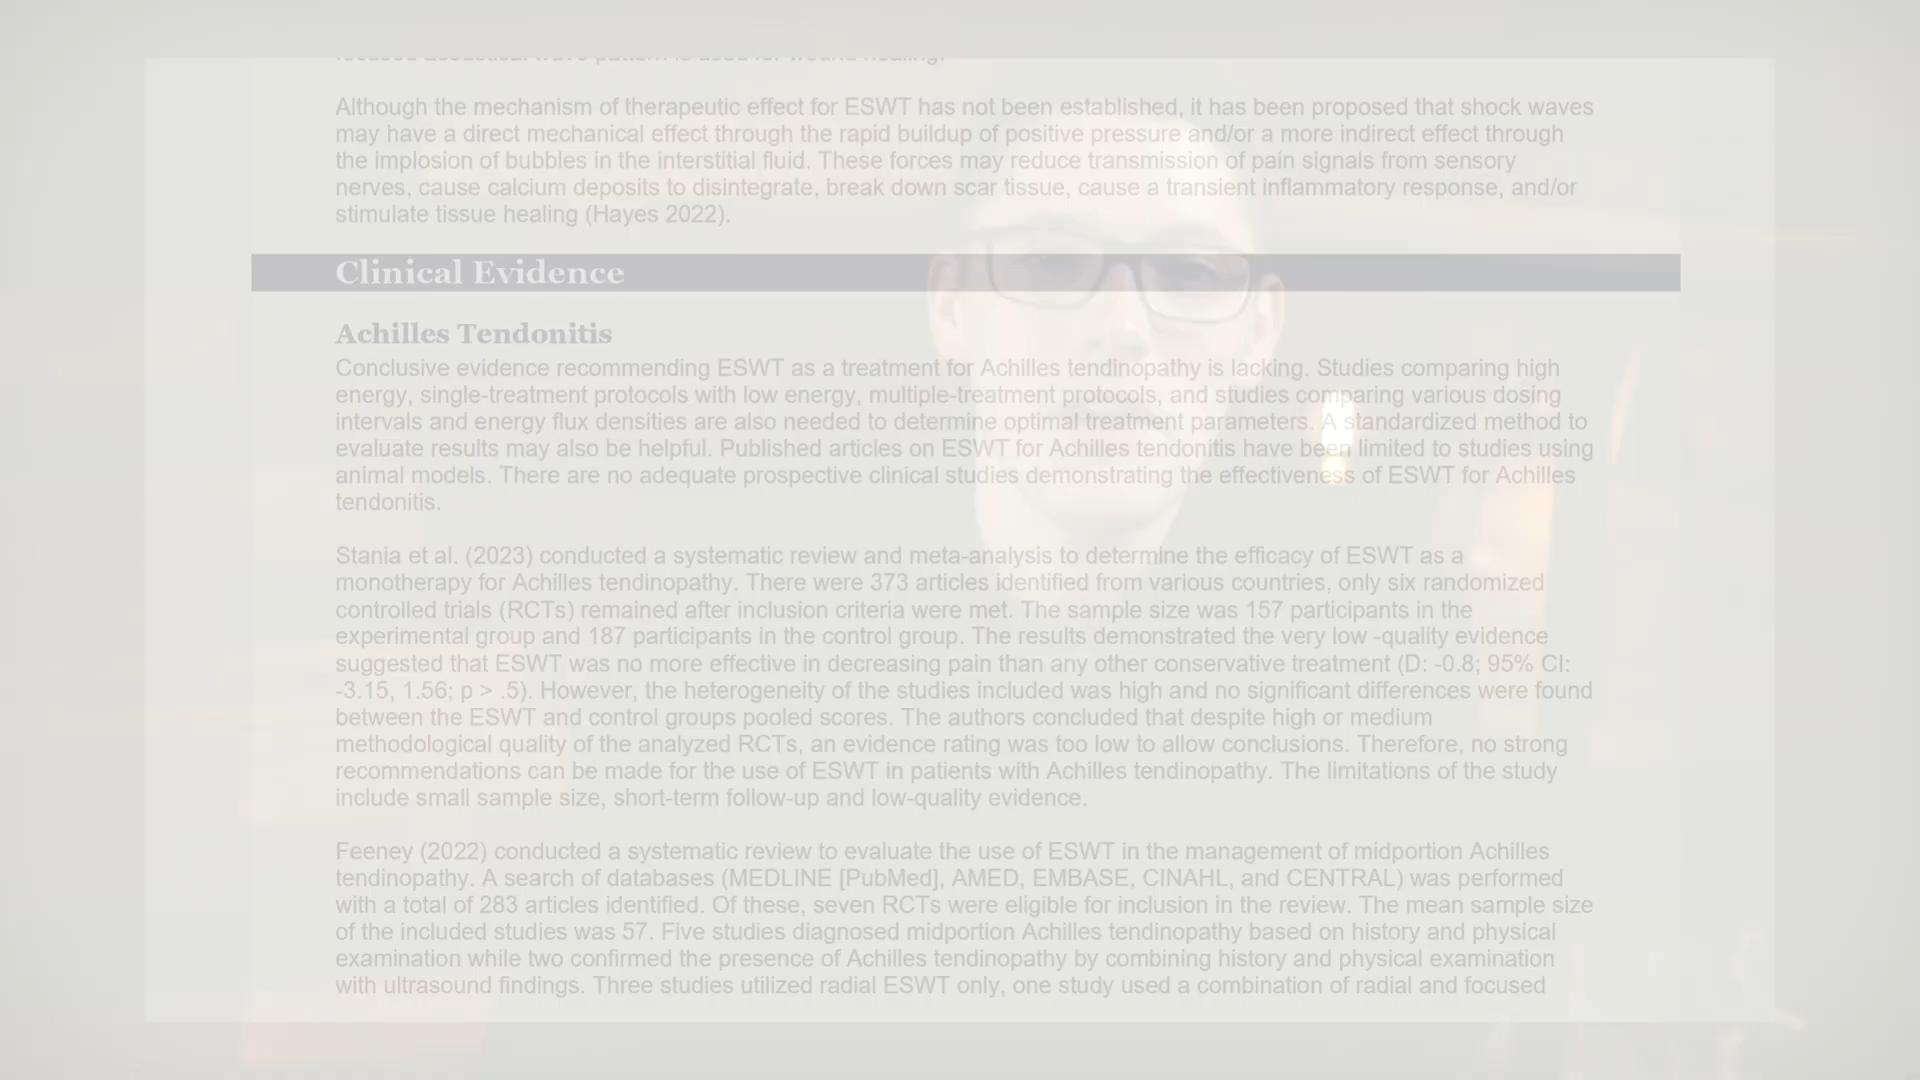 focused acoustical wave pattern is used for wound healing.
Although the mechanism of therapeutic effect for ESWT has not been established, it has been proposed that shock waves
may have a direct mechanical effect through the rapid buildup of positive pressure and/or a more indirect effect through
the implosion of bubbles in the interstitial fluid. These forces may reduce transmission of pain signals from sensory
nerves, cause calcium deposits to disintegrate, break down scar tissue, cause a transient inflammatory response, and/or
stimulate tissue healing (Hayes 2022).
Clinical Evidence
Achilles Tendonitis
Conclusive evidence recommending ESWT as a treatment for Achilles tendinopathy is lacking. Studies comparing high
energy, single-treatment protocols with low energy, multiple-treatment protocols, and studies comparing various dosing
intervals and energy flux densities are also needed to determine optimal treatment parameters. A standardized method to
evaluate results may also be helpful. Published articles on ESWT for Achilles tendonitis have been limited to studies using
animal models. There are no adequate prospective clinical studies demonstrating the effectiveness of ESWT for Achilles
tendonitis.
Stania et al. (2023) conducted a systematic review and meta-analysis to determine the efficacy of ESWT as a
monotherapy for Achilles tendinopathy. There were 373 articles identified from various countries, only six randomized
controlled trials (RCTs) remained after inclusion criteria were met. The sample size was 157 participants in the
experimental group and 187 participants in the control group. The results demonstrated the very low -quality evidence
suggested that ESWT was no more effective in decreasing pain than any other conservative treatment (D: -0.8; 95% CI:
-3.15, 1.56; p > .5). However, the heterogeneity of the studies included was high and no significant differences were found
between the ESWT and control groups pooled scores. The authors concluded that despite high or medium
methodological quality of the analyzed RCTs, an evidence rating was too low to allow conclusions. Therefore, no strong
recommendations can be made for the use of ESWT in patients with Achilles tendinopathy. The limitations of the study
include small sample size, short-term follow-up and low-quality evidence.
Feeney (2022) conducted a systematic review to evaluate the use of ESWT in the management of midportion Achilles
tendinopathy. A search of databases (MEDLINE [PubMed], AMED, EMBASE, CINAHL, and CENTRAL) was performed
with a total of 283 articles identified. Of these, seven RCTs were eligible for inclusion in the review. The mean sample size
of the included studies was 57. Five studies diagnosed midportion Achilles tendinopathy based on history and physical
examination while two confirmed the presence of Achilles tendinopathy by combining history and physical examination
with ultrasound findings. Three studies utilized radial ESWT only, one study used a combination of radial and focused